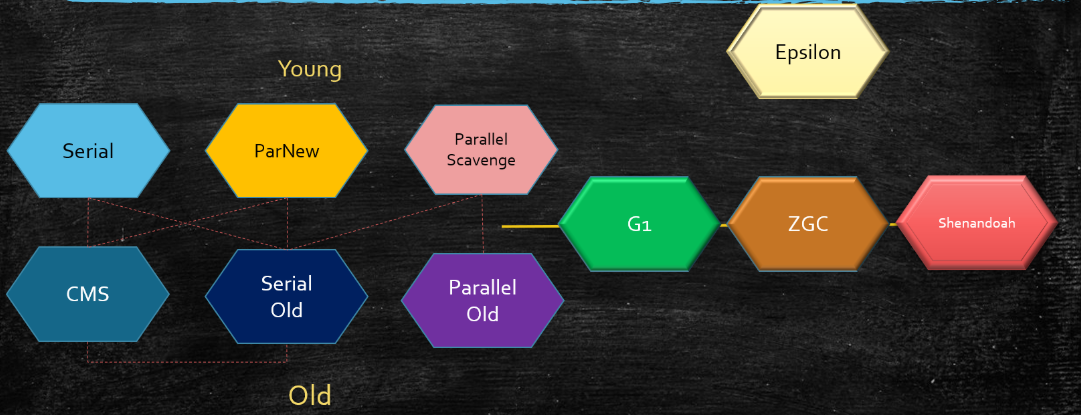 Epsilon
Young
Serial
ParNew
Parallel
Scavenge
G1
ZGC
Shenandoah
CMS
Serial
Old
Parallel
Old
Old